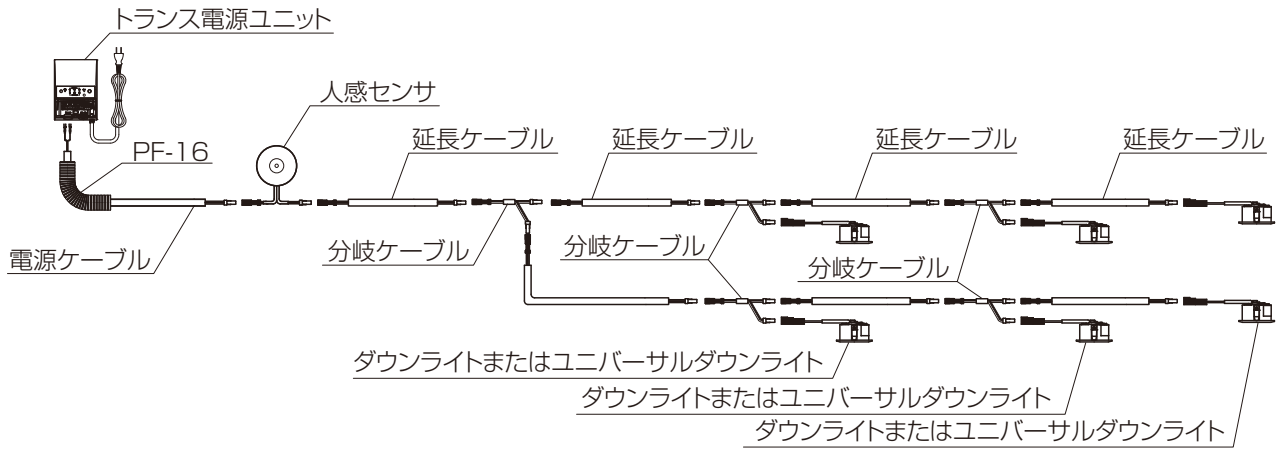 トランス電源ユニット
人感センサ
延長ケーブル
延長ケーブル
延長ケーブル
延長ケーブル
PF-16
電源ケーブル
分岐ケーブル
分岐ケーブル
分岐ケーブル
ダウンライトまたはユニバーサルダウンライト
ダウンライトまたはユニバーサルダウンライト
ダウンライトまたはユニバーサルダウンライト